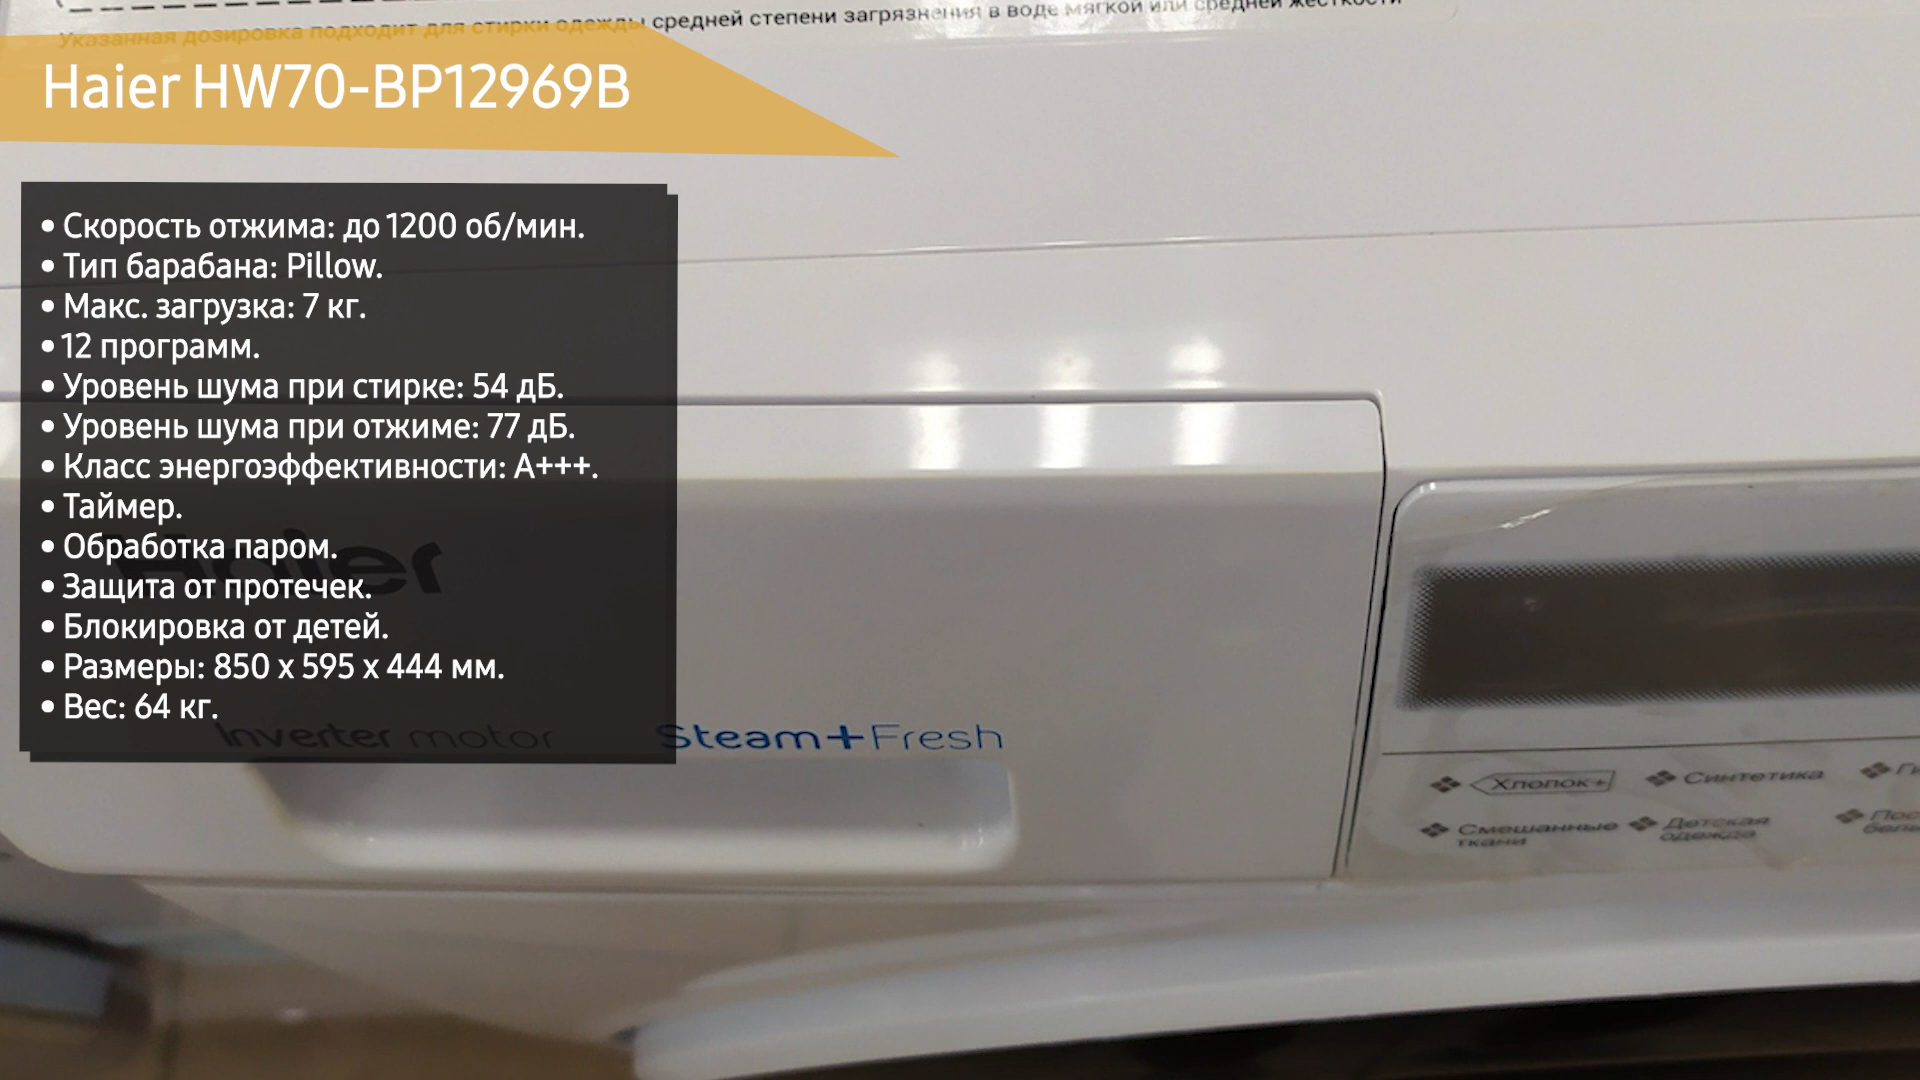 Указанная дозировка подходит для стирки одежды средней степени загрязнения в воде мягкой или средней жесткости
Haier HW70-BP12969B
• Скорость отжима: до 1200 об/мин.
• Тип барабана: Pillow.
• Макс. загрузка: 7 кг.
• 12 программ.
• Уровень шума при стирке: 54 дБ.
• Уровень шума при отжиме: 77 дБ.
• Класс энергоэффективности: А+++.
• Таймер.
• Обработка паром.
• Защита от протечек.
• Блокировка от детей.
• Размеры: 850 х 595 х 444 мм.
• Вес: 64 кг.
Haier
Inverter motor Steam+Fresh
Хлопок+ Синтетика
Смешанные ткани Детская одежда